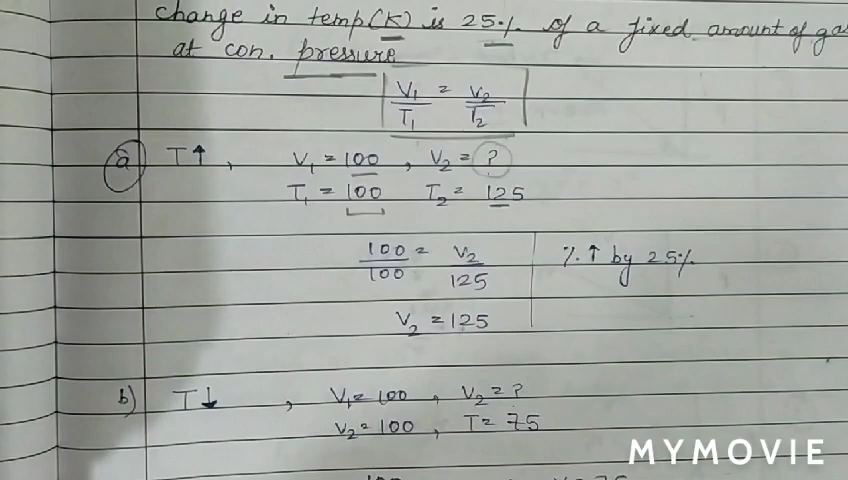 change in temp(K) is 25% of a fixed amount of gas
at con. pressure
V₁/T₁ = V₂/T₂
a) T↑, V₁ = 100, V₂ = ?
T₁ = 100 T₂ = 125
100/100 = V₂/125 % ↑ by 25%
V₂ = 125
b) T↓, V₁ = 100, V₂ = ?
V₂ = 100, T = 75
MYMOVIE